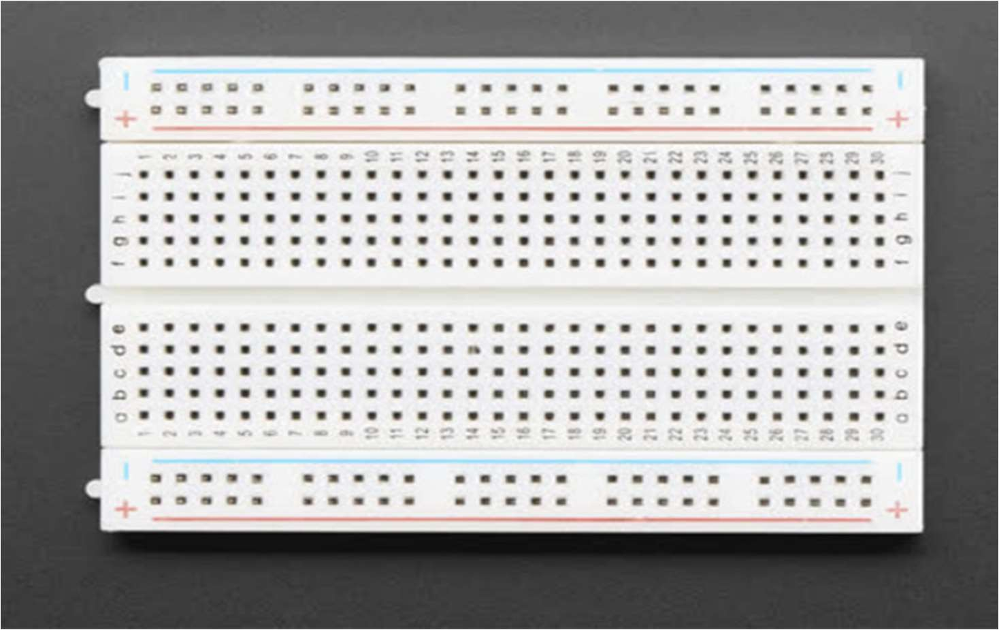 - -
+ +
1 2 3 4 5 6 7 8 9 10 11 12 13 14 15 16 17 18 19 20 21 22 23 24 25 26 27 28 29 30
j j
i i
h h
g g
f f
e e
d d
c c
b b
a a
1 2 3 4 5 6 7 8 9 10 11 12 13 14 15 16 17 18 19 20 21 22 23 24 25 26 27 28 29 30
- -
+ +